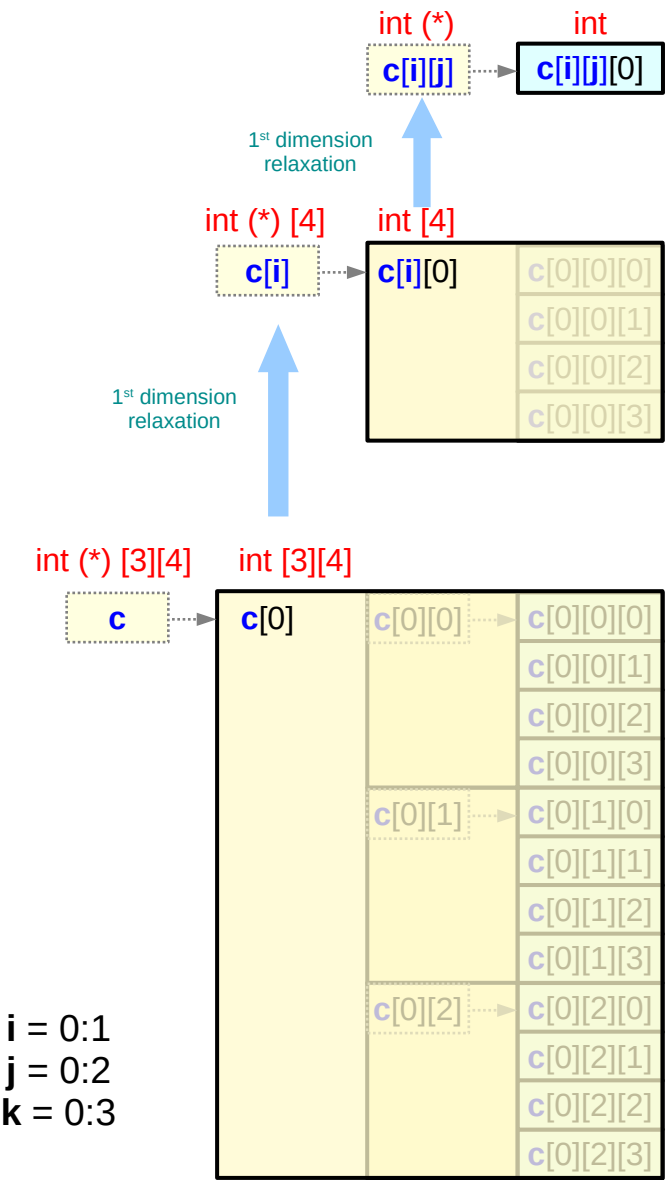 int (*) int
c[i][j] c[i][j][0]
1st dimension
relaxation
int (*) [4] int [4]
c[i] c[i][0] c[0][0][0]
c[0][0][1]
c[0][0][2]
c[0][0][3]
1st dimension
relaxation
int (*) [3][4] int [3][4]
c c[0] c[0][0] c[0][0][0]
c[0][0][1]
c[0][0][2]
c[0][0][3]
c[0][1] c[0][1][0]
c[0][1][1]
c[0][1][2]
c[0][1][3]
c[0][2] c[0][2][0]
c[0][2][1]
c[0][2][2]
c[0][2][3]
i = 0:1
j = 0:2
k = 0:3